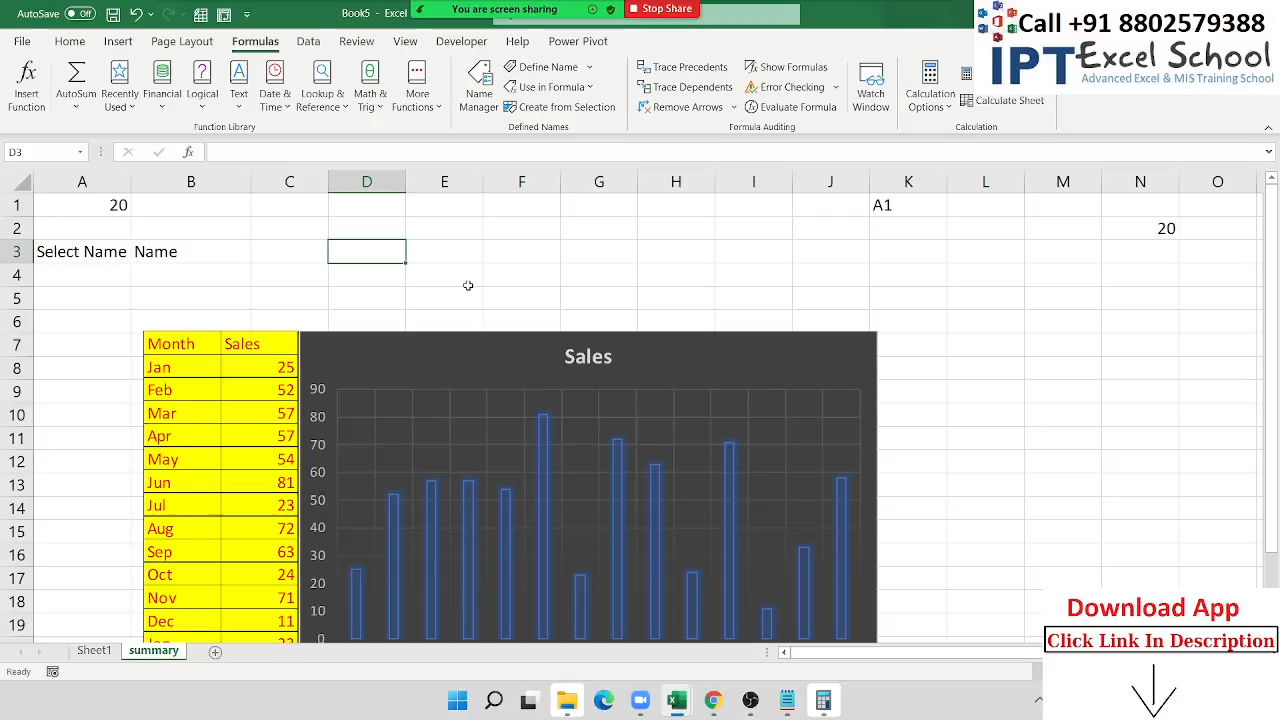 AutoSave Off Book5 - Excel You are screen sharing Stop Share
Call +91 8802579388
IPT Excel School
Advanced Excel & MIS Training School
File Home Insert Page Layout Formulas Data Review View Developer Help Power Pivot
Insert Function
AutoSum
Recently Used
Financial
Logical
Text
Date & Time
Lookup & Reference
Math & Trig
More Functions
Function Library
Name Manager
Define Name
Use in Formula
Create from Selection
Defined Names
Trace Precedents
Trace Dependents
Remove Arrows
Show Formulas
Error Checking
Evaluate Formula
Formula Auditing
Watch Window
Calculation Options
Calculate Sheet
Calculation
D3 fx
A B C D E F G H I J K L M N O
1 20 A1
2 20
3 Select Name Name
4
5
6
7 Month Sales
8 Jan 25
9 Feb 52
10 Mar 57
11 Apr 57
12 May 54
13 Jun 81
14 Jul 23
15 Aug 72
16 Sep 63
17 Oct 24
18 Nov 71
19 Dec 11
Sales
90
80
70
60
50
40
30
20
10
0
Sheet1 summary
Ready
Download App
Click Link In Description